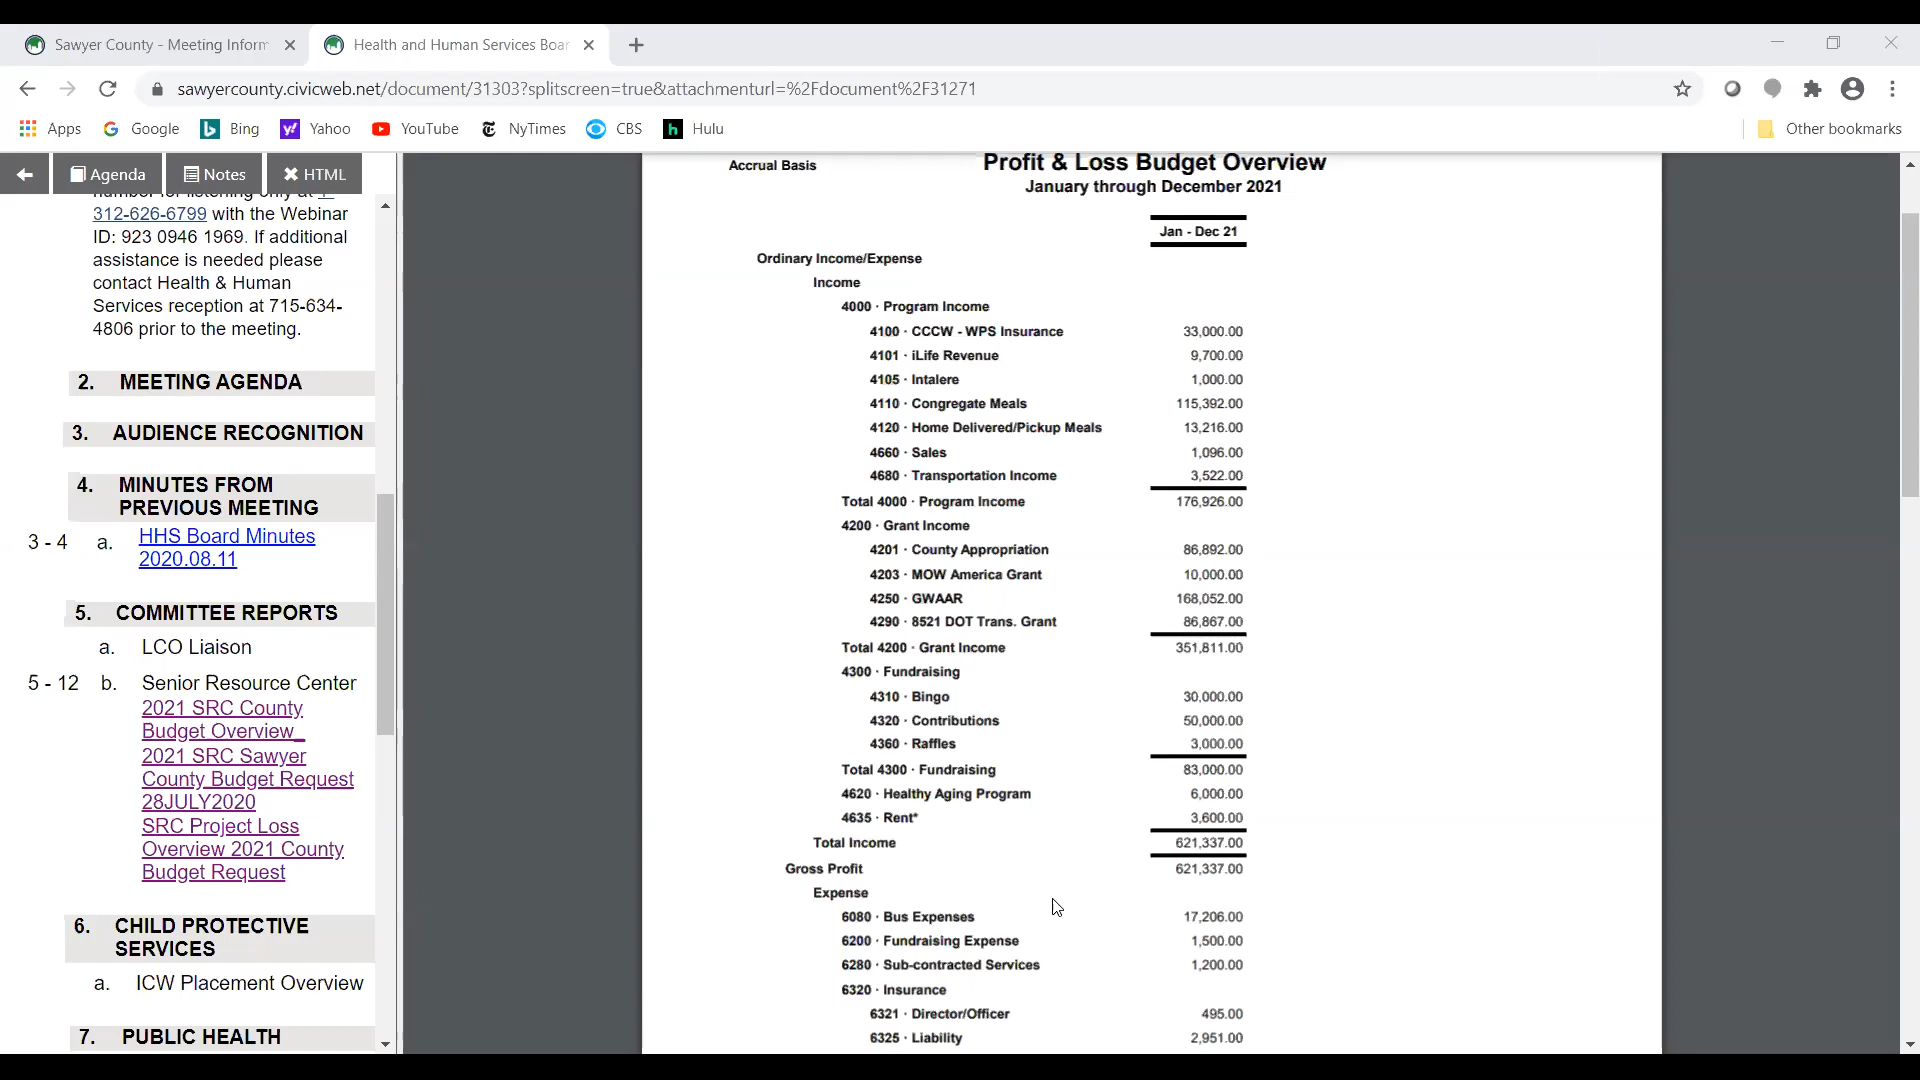 Sawyer County - Meeting Inform
Health and Human Services Boar
sawyercounty.civicweb.net/document/31303?splitscreen=true&attachmenturl=%2Fdocument%2F31271
Apps Google Bing Yahoo YouTube NyTimes CBS Hulu Other bookmarks
Agenda Notes HTML
number for listening only at 1-
312-626-6799 with the Webinar
ID: 923 0946 1969. If additional
assistance is needed please
contact Health & Human
Services reception at 715-634-
4806 prior to the meeting.
2. MEETING AGENDA
3. AUDIENCE RECOGNITION
4. MINUTES FROM
PREVIOUS MEETING
3 - 4 a. HHS Board Minutes
2020.08.11
5. COMMITTEE REPORTS
a. LCO Liaison
5 - 12 b. Senior Resource Center
2021 SRC County
Budget Overview_
2021 SRC Sawyer
County Budget Request
28JULY2020
SRC Project Loss
Overview 2021 County
Budget Request
6. CHILD PROTECTIVE
SERVICES
a. ICW Placement Overview
7. PUBLIC HEALTH
Accrual Basis
Profit & Loss Budget Overview
January through December 2021
Jan - Dec 21
Ordinary Income/Expense
Income
4000 · Program Income
4100 · CCCW - WPS Insurance 33,000.00
4101 · iLife Revenue 9,700.00
4105 · Intalere 1,000.00
4110 · Congregate Meals 115,392.00
4120 · Home Delivered/Pickup Meals 13,216.00
4660 · Sales 1,096.00
4680 · Transportation Income 3,522.00
Total 4000 · Program Income 176,926.00
4200 · Grant Income
4201 · County Appropriation 86,892.00
4203 · MOW America Grant 10,000.00
4250 · GWAAR 168,052.00
4290 · 8521 DOT Trans. Grant 86,867.00
Total 4200 · Grant Income 351,811.00
4300 · Fundraising
4310 · Bingo 30,000.00
4320 · Contributions 50,000.00
4360 · Raffles 3,000.00
Total 4300 · Fundraising 83,000.00
4620 · Healthy Aging Program 6,000.00
4635 · Rent* 3,600.00
Total Income 621,337.00
Gross Profit 621,337.00
Expense
6080 · Bus Expenses 17,206.00
6200 · Fundraising Expense 1,500.00
6280 · Sub-contracted Services 1,200.00
6320 · Insurance
6321 · Director/Officer 495.00
6325 · Liability 2,951.00